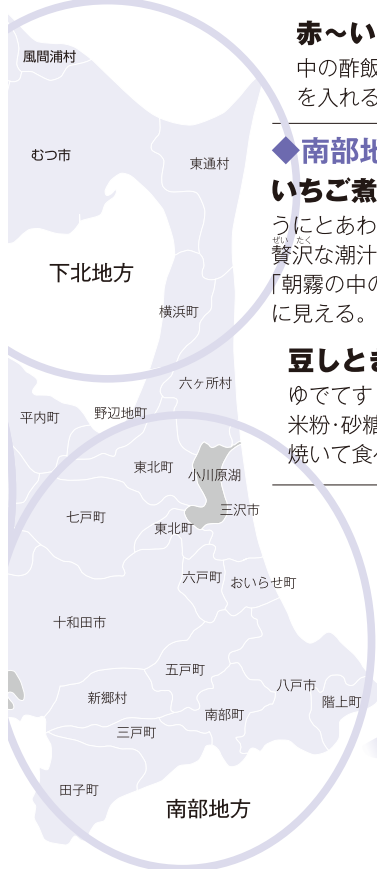 風間浦村
むつ市
東通村
下北地方
横浜町
六ヶ所村
平内町
野辺地町
東北町
小川原湖
七戸町
三沢市
東北町
六戸町
おいらせ町
十和田市
五戸町
八戸市
新郷村
階上町
南部町
三戸町
田子町
南部地方
赤〜い
中の酢飯
を入れる
◆南部地
いちご煮
うにとあわ
ぜいたく
贅沢な潮汁
「朝霧の中の
に見える。
豆しとき
ゆでてす
米粉・砂糖
焼いて食べ